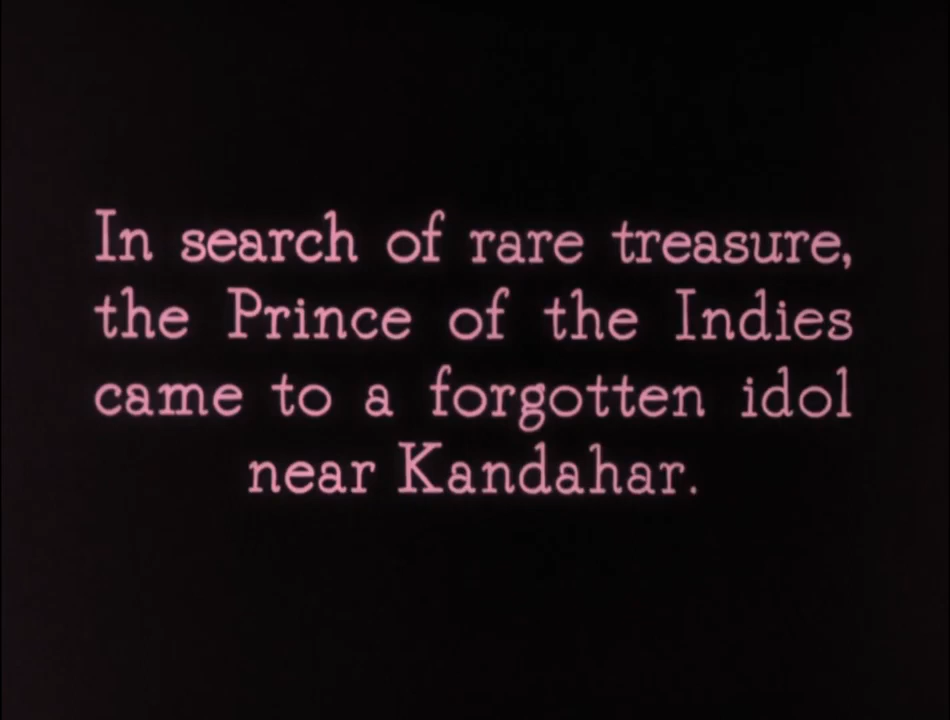 In search of rare treasure,
the Prince of the Indies
came to a forgotten idol
near Kandahar.